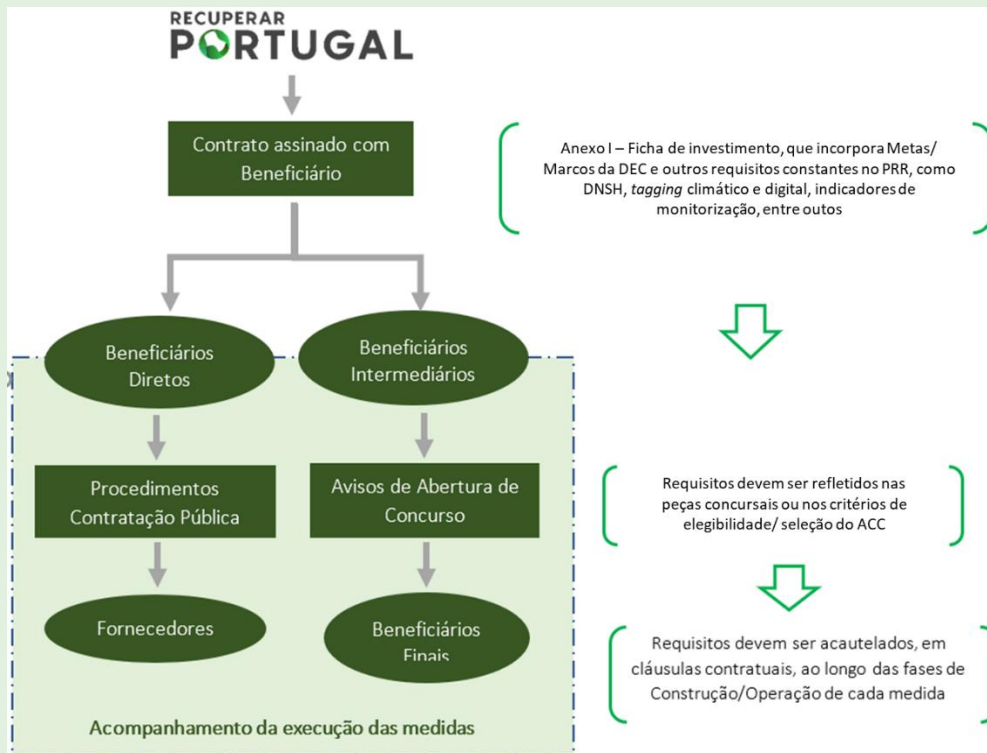 RECUPERAR
PORTUGAL
Contrato assinado com
Beneficiário
Anexo I – Ficha de investimento, que incorpora Metas/
Marcos da DEC e outros requisitos constantes no PRR, como
DNSH, tagging climático e digital, indicadores de
monitorização, entre outos
Beneficiários
Diretos
Beneficiários
Intermediários
Procedimentos
Contratação Pública
Avisos de Abertura de
Concurso
Requisitos devem ser refletidos nas
peças concursais ou nos critérios de
elegibilidade/ seleção do ACC
Fornecedores
Beneficiários
Finais
Requisitos devem ser acautelados, em
cláusulas contratuais, ao longo das fases de
Construção/Operação de cada medida
Acompanhamento da execução das medidas